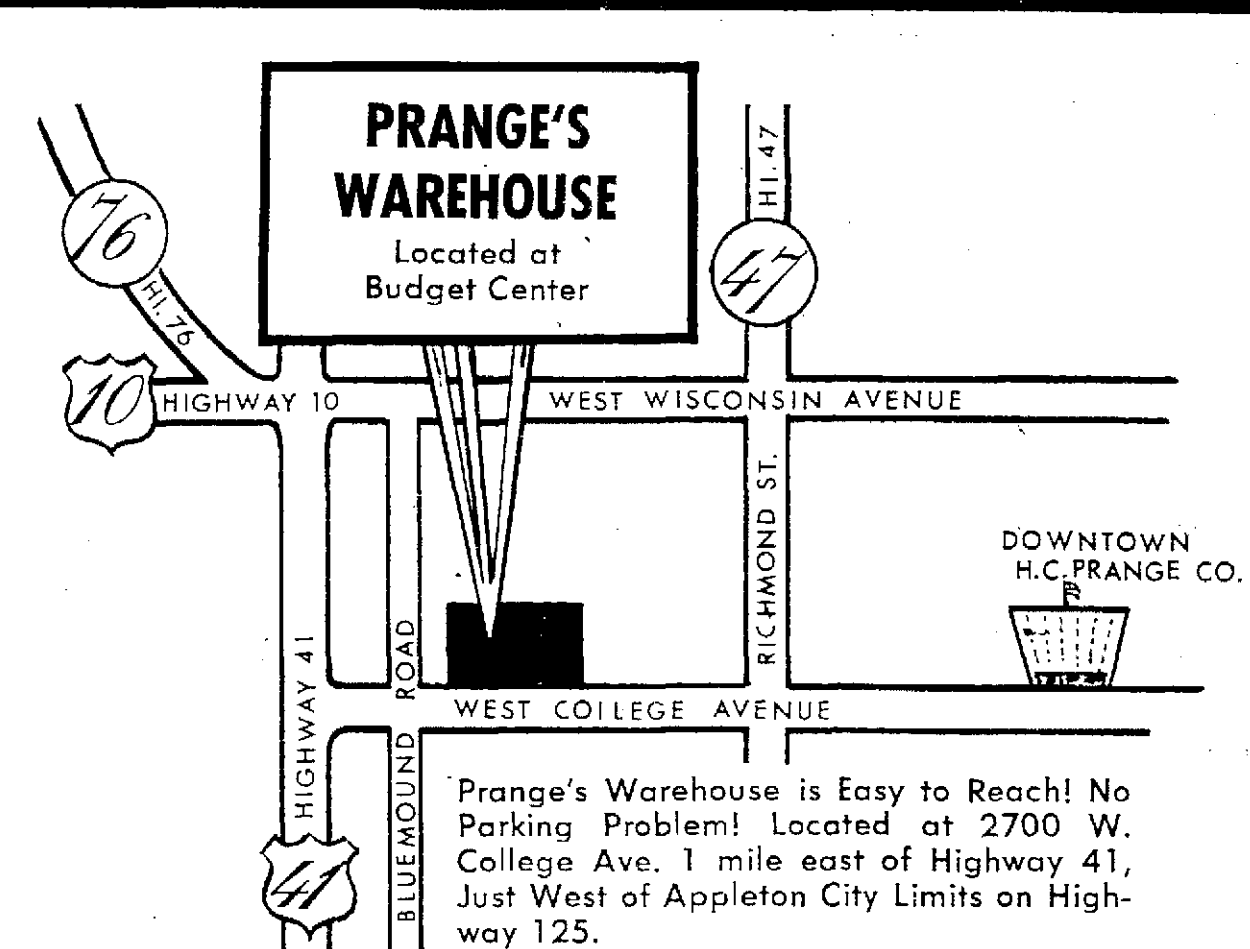 PRANGE'S
WAREHOUSE
Located at
Budget Center
76
HI. 76
HI. 47
47
10
HIGHWAY 10
WEST WISCONSIN AVENUE
RICHMOND ST.
DOWNTOWN
H.C. PRANGE CO.
HIGHWAY 41
BLUEMOUND ROAD
WEST COLLEGE AVENUE
41
Prange's Warehouse is Easy to Reach! No
Parking Problem! Located at 2700 W.
College Ave. 1 mile east of Highway 41,
Just West of Appleton City Limits on High-
way 125.